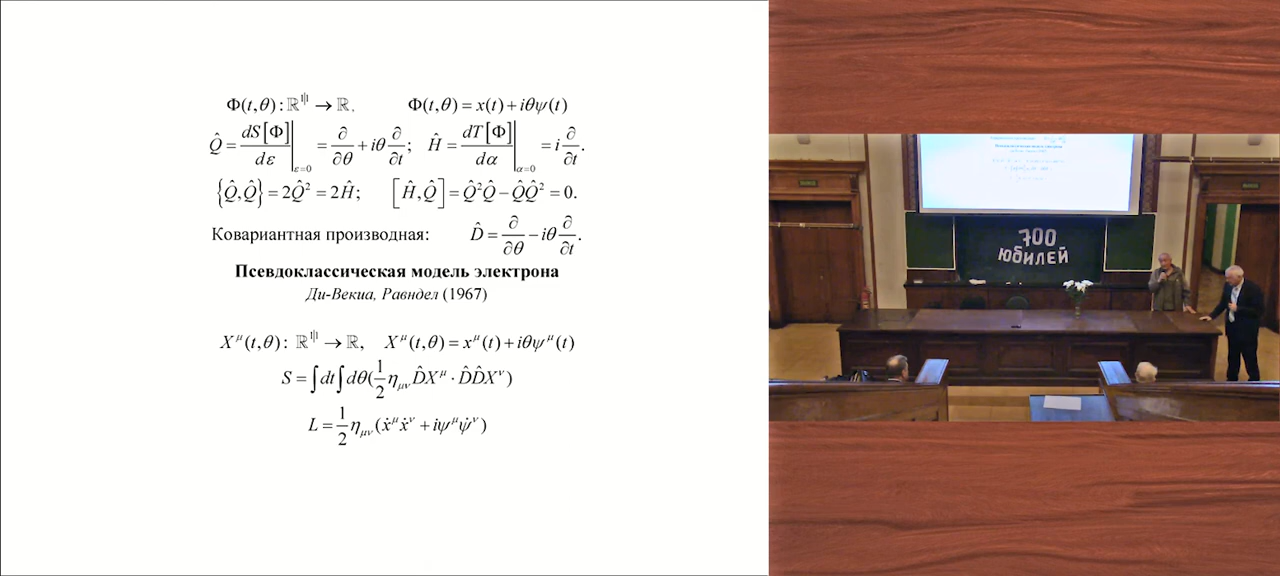 Φ(t,θ): ℝ^{1|1} → ℝ, Φ(t,θ) = x(t) + iθψ(t)
Q̂ = dS[Φ]/dε |_{ε=0} = ∂/∂θ + iθ ∂/∂t; Ĥ = dT[Φ]/dα |_{α=0} = i ∂/∂t.
{Q̂,Q̂} = 2Q̂² = 2Ĥ; [Ĥ,Q̂] = Q̂²Q̂ − Q̂Q̂² = 0.
Ковариантная производная: D̂ = ∂/∂θ − iθ ∂/∂t.
Псевдоклассическая модель электрона
Ди-Векиа, Равндел (1967)
X^μ(t,θ): ℝ^{1|1} → ℝ, X^μ(t,θ) = x^μ(t) + iθψ^μ(t)
S = ∫dt∫dθ(1/2 η_{μν} D̂X^μ · D̂D̂X^ν)
L = 1/2 η_{μν}(ẋ^μẋ^ν + iψ^μψ̇^ν)
700
ЮБИЛЕЙ